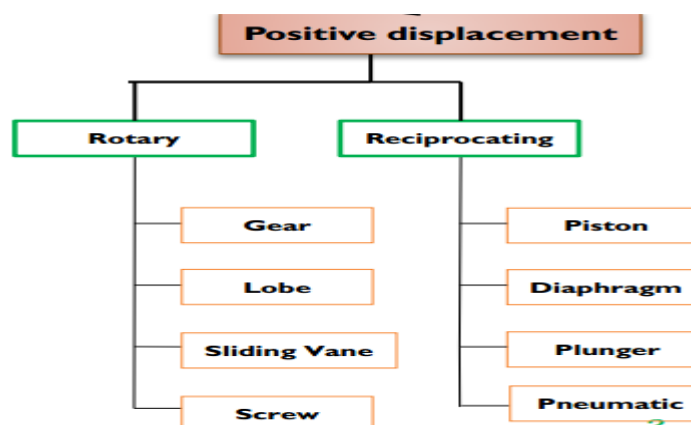 Positive displacement
Rotary
Reciprocating
Gear
Piston
Lobe
Diaphragm
Sliding Vane
Plunger
Screw
Pneumatic